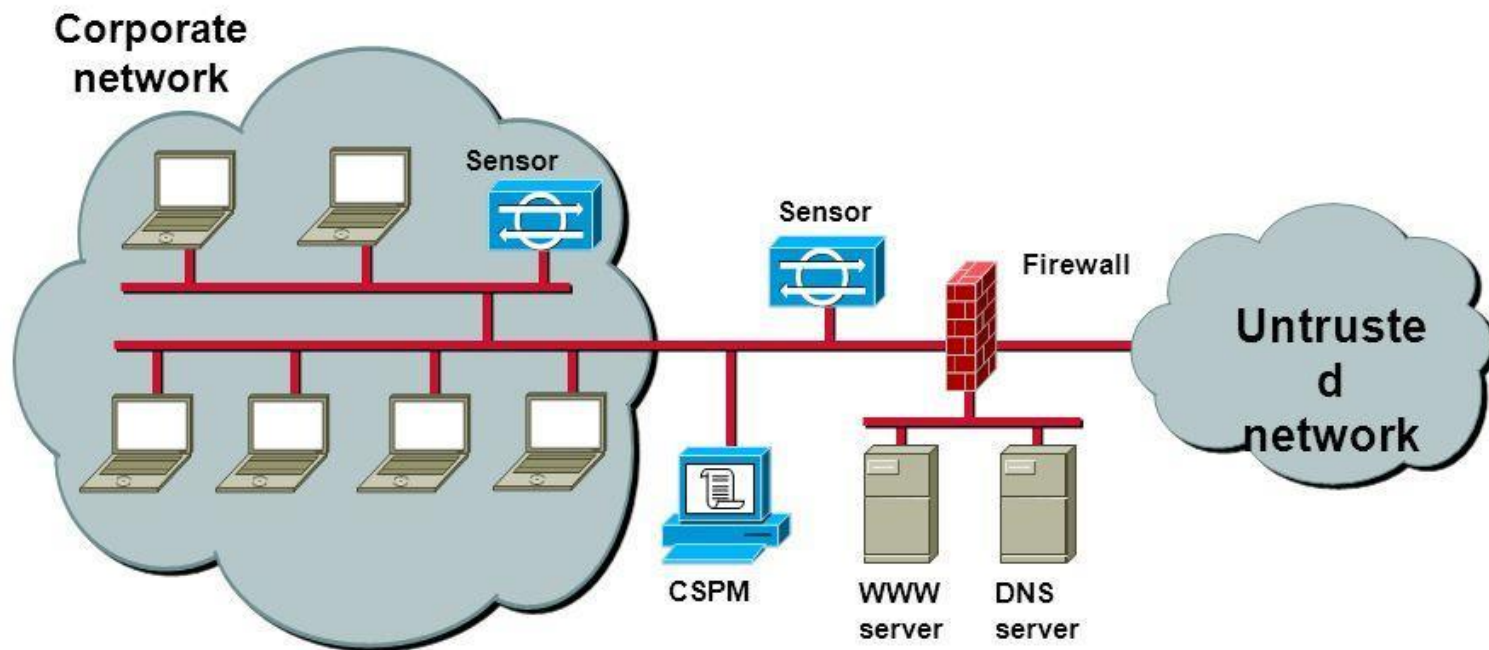 Corporate
network
Sensor
Sensor
Firewall
Untruste
d
network
CSPM
WWW
server
DNS
server